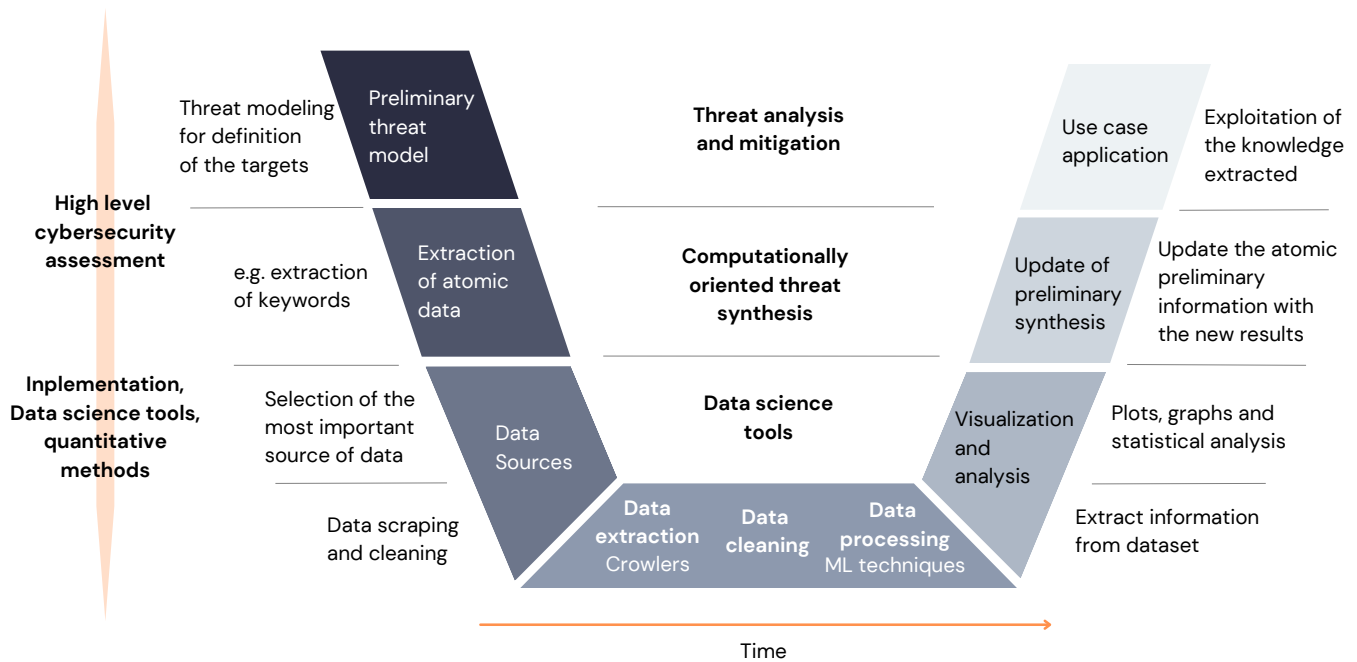 Threat modeling
for definition
of the targets
Preliminary
threat
model
Threat analysis
and mitigation
Use case
application
Exploitation of
the knowledge
extracted
High level
cybersecurity
assessment
e.g. extraction
of keywords
Extraction
of atomic
data
Computationally
oriented threat
synthesis
Update of
preliminary
synthesis
Update the atomic
preliminary
information with
the new results
Inplementation,
Data science tools,
quantitative
methods
Selection of the
most important
source of data
Data
Sources
Data science
tools
Visualization
and
analysis
Plots, graphs and
statistical analysis
Data scraping
and cleaning
Data
extraction
Crowlers
Data
cleaning
Data
processing
ML techniques
Extract information
from dataset
Time